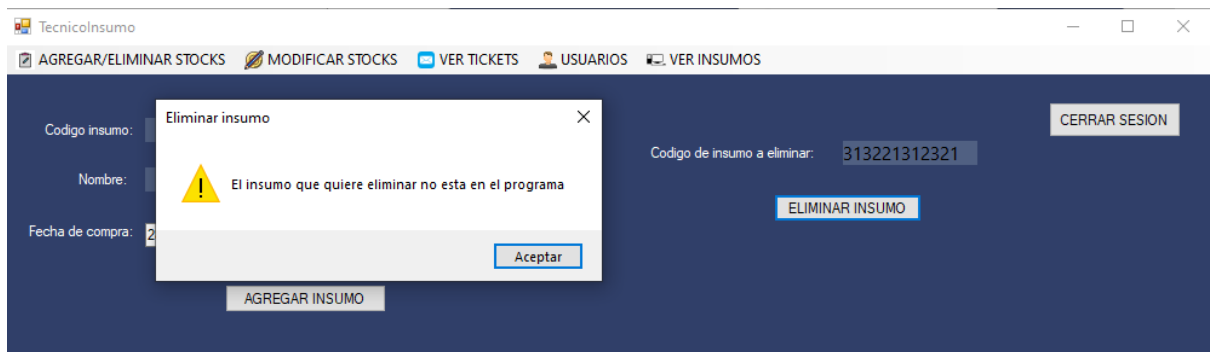 TecnicoInsumo
AGREGAR/ELIMINAR STOCKS MODIFICAR STOCKS VER TICKETS USUARIOS VER INSUMOS
CERRAR SESION
Codigo insumo:
Nombre:
Fecha de compra: 2
AGREGAR INSUMO
Eliminar insumo
El insumo que quiere eliminar no esta en el programa
Aceptar
Codigo de insumo a eliminar: 313221312321
ELIMINAR INSUMO